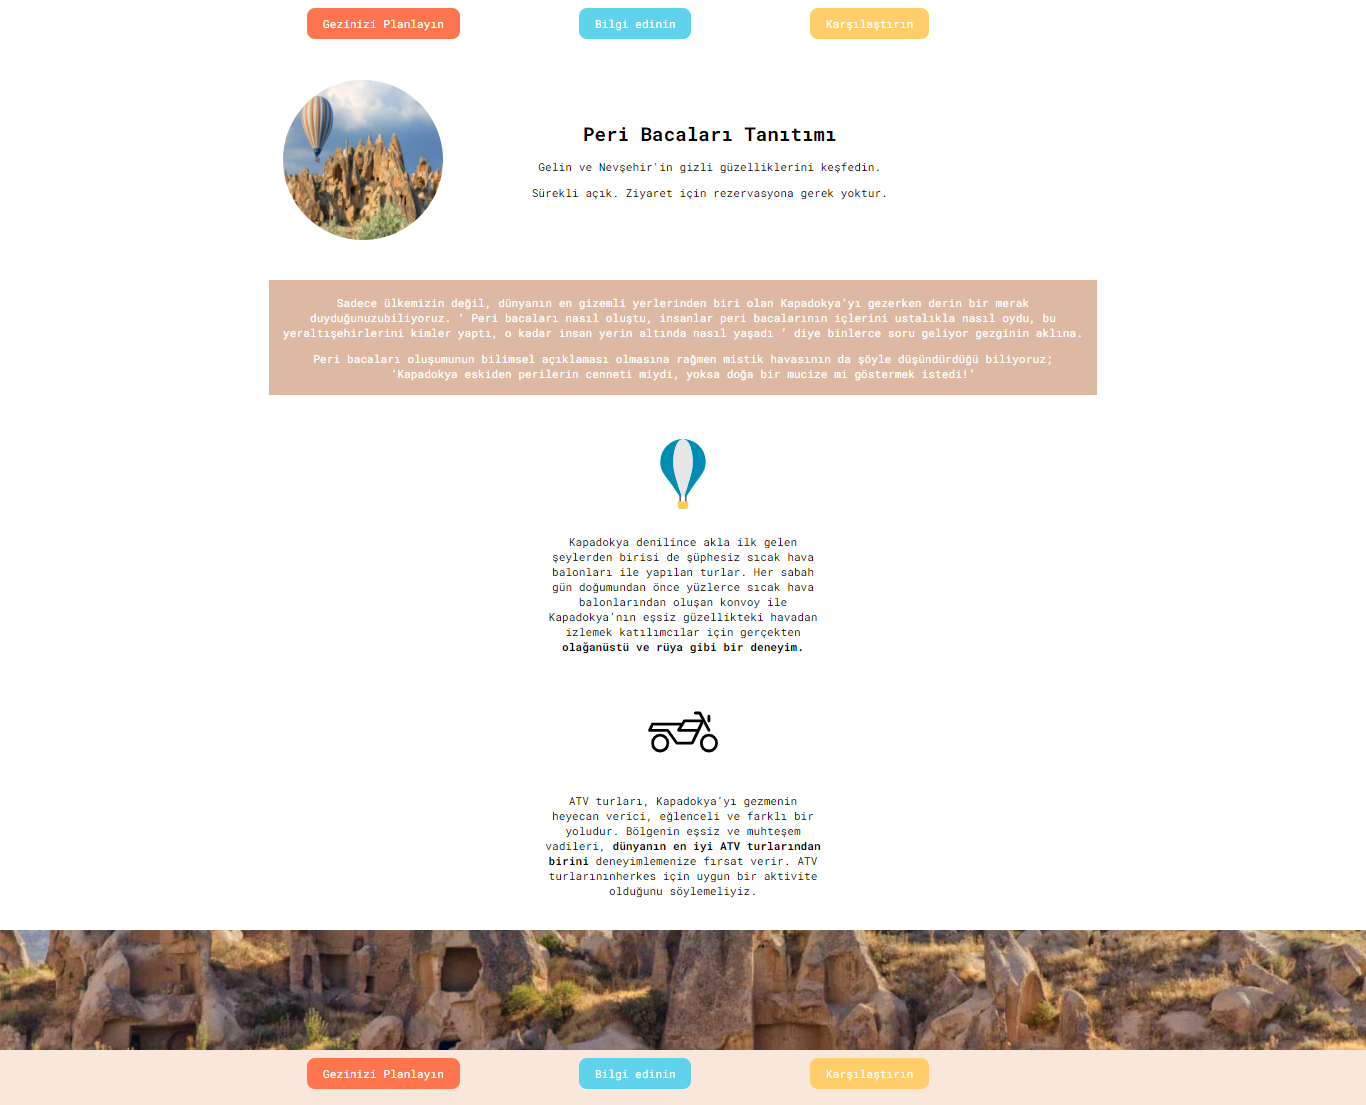 Gezinizi Planlayın
Bilgi edinin
Karşılaştırın
Peri Bacaları Tanıtımı
Gelin ve Nevşehir'in gizli güzelliklerini keşfedin.
Sürekli açık. Ziyaret için rezervasyona gerek yoktur.
Sadece ülkemizin değil, dünyanın en gizemli yerlerinden biri olan Kapadokya’yı gezerken derin bir merak
duyduğunuzubiliyoruz. ‘ Peri bacaları nasıl oluştu, insanlar peri bacalarının içlerini ustalıkla nasıl oydu, bu
yeraltışehirlerini kimler yaptı, o kadar insan yerin altında nasıl yaşadı ’ diye binlerce soru geliyor gezginin aklına.
Peri bacaları oluşumunun bilimsel açıklaması olmasına rağmen mistik havasının da şöyle düşündürdüğü biliyoruz;
‘Kapadokya eskiden perilerin cenneti miydi, yoksa doğa bir mucize mi göstermek istedi!’
Kapadokya denilince akla ilk gelen
şeylerden birisi de şüphesiz sıcak hava
balonları ile yapılan turlar. Her sabah
gün doğumundan önce yüzlerce sıcak hava
balonlarından oluşan konvoy ile
Kapadokya’nın eşsiz güzellikteki havadan
izlemek katılımcılar için gerçekten
olağanüstü ve rüya gibi bir deneyim.
ATV turları, Kapadokya’yı gezmenin
heyecan verici, eğlenceli ve farklı bir
yoludur. Bölgenin eşsiz ve muhteşem
vadileri, dünyanın en iyi ATV turlarından
birini deneyimlemenize fırsat verir. ATV
turlarınınherkes için uygun bir aktivite
olduğunu söylemeliyiz.
Gezinizi Planlayın
Bilgi edinin
Karşılaştırın